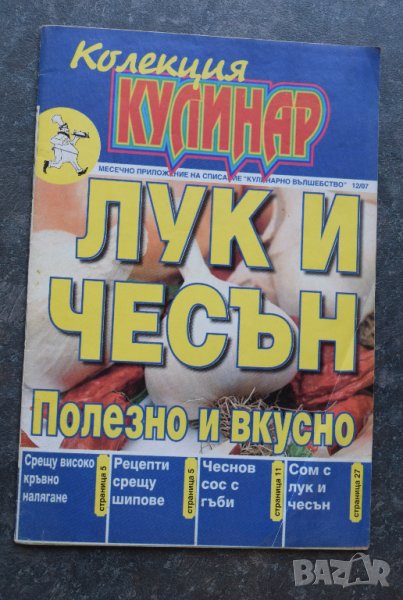 Колекция
КУЛИНАР
МЕСЕЧНО ПРИЛОЖЕНИЕ НА СПИСАНИЕ "КУЛИНАРНО ВЪЛШЕБСТВО" 12/07
ЛУК И
ЧЕСЪН
Полезно и вкусно
Срещу високо
кръвно
налягане
страница 5
Рецепти
срещу
шипове
страница 5
Чеснов
сос с
гъби
страница 11
Сом с
лук и
чесън
страница 27
BAZAR